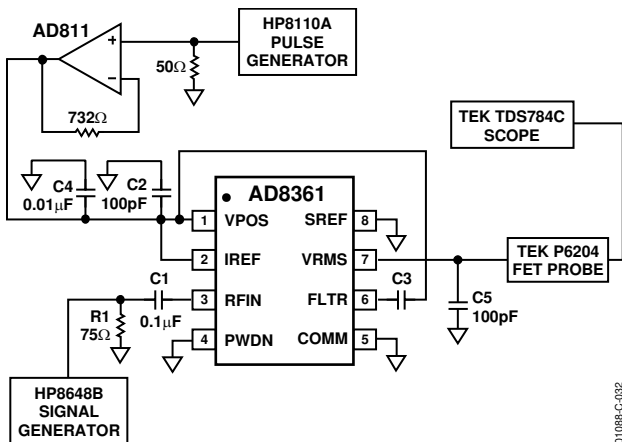 AD811
HP8110A
PULSE
GENERATOR
+
−
50Ω
732Ω
TEK TDS784C
SCOPE
C4
0.01μF
C2
100pF
AD8361
1 VPOS SREF 8
2 IREF VRMS 7
3 RFIN FLTR 6
4 PWDN COMM 5
TEK P6204
FET PROBE
C1
0.1μF
C3
R1
75Ω
C5
100pF
HP8648B
SIGNAL
GENERATOR
01088-C-032